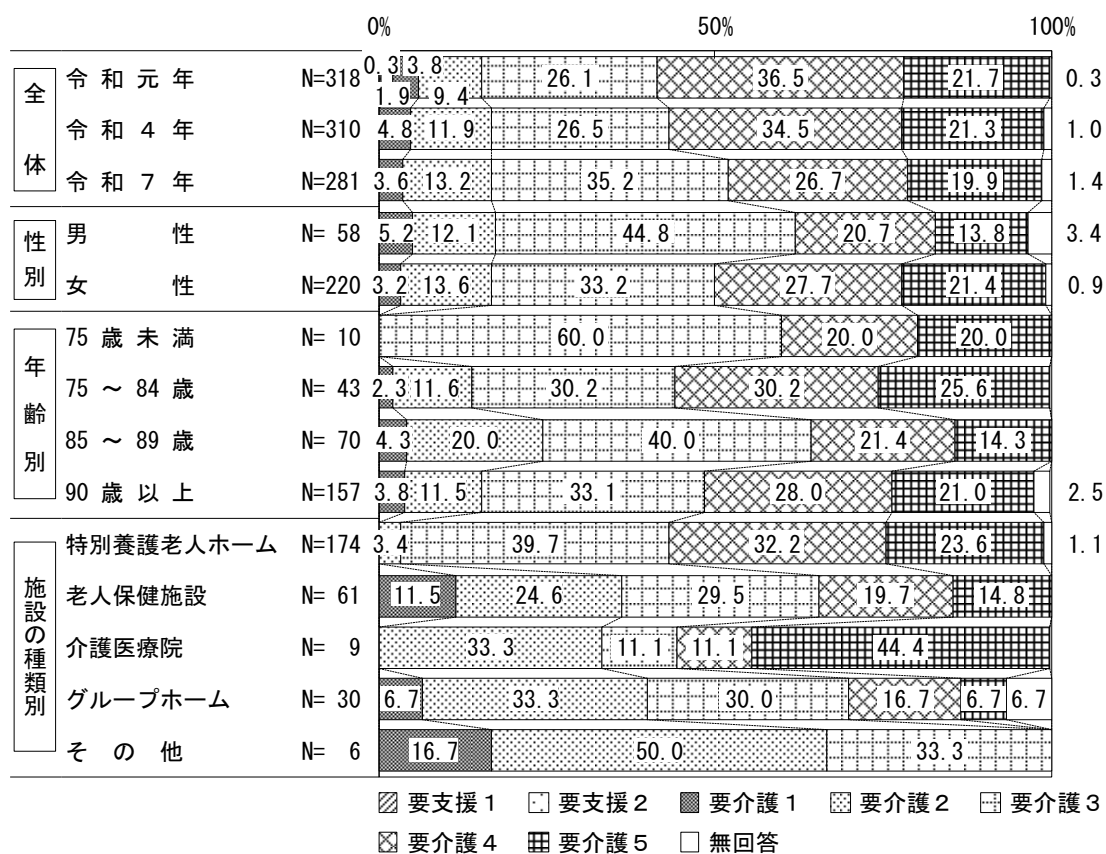 0% 50% 100%
全体
令和元年 N=318 0.3 3.8 1.9 9.4 26.1 36.5 21.7 0.3
令和４年 N=310 4.8 11.9 26.5 34.5 21.3 1.0
令和７年 N=281 3.6 13.2 35.2 26.7 19.9 1.4
性別
男性 N= 58 5.2 12.1 44.8 20.7 13.8 3.4
女性 N=220 3.2 13.6 33.2 27.7 21.4 0.9
年齢別
75歳未満 N= 10 60.0 20.0 20.0
75～84歳 N= 43 2.3 11.6 30.2 30.2 25.6
85～89歳 N= 70 4.3 20.0 40.0 21.4 14.3
90歳以上 N=157 3.8 11.5 33.1 28.0 21.0 2.5
施設の種類別
特別養護老人ホーム N=174 3.4 39.7 32.2 23.6 1.1
老人保健施設 N= 61 11.5 24.6 29.5 19.7 14.8
介護医療院 N= 9 33.3 11.1 11.1 44.4
グループホーム N= 30 6.7 33.3 30.0 16.7 6.7 6.7
その他 N= 6 16.7 50.0 33.3
要支援１ 要支援２ 要介護１ 要介護２ 要介護３
要介護４ 要介護５ 無回答